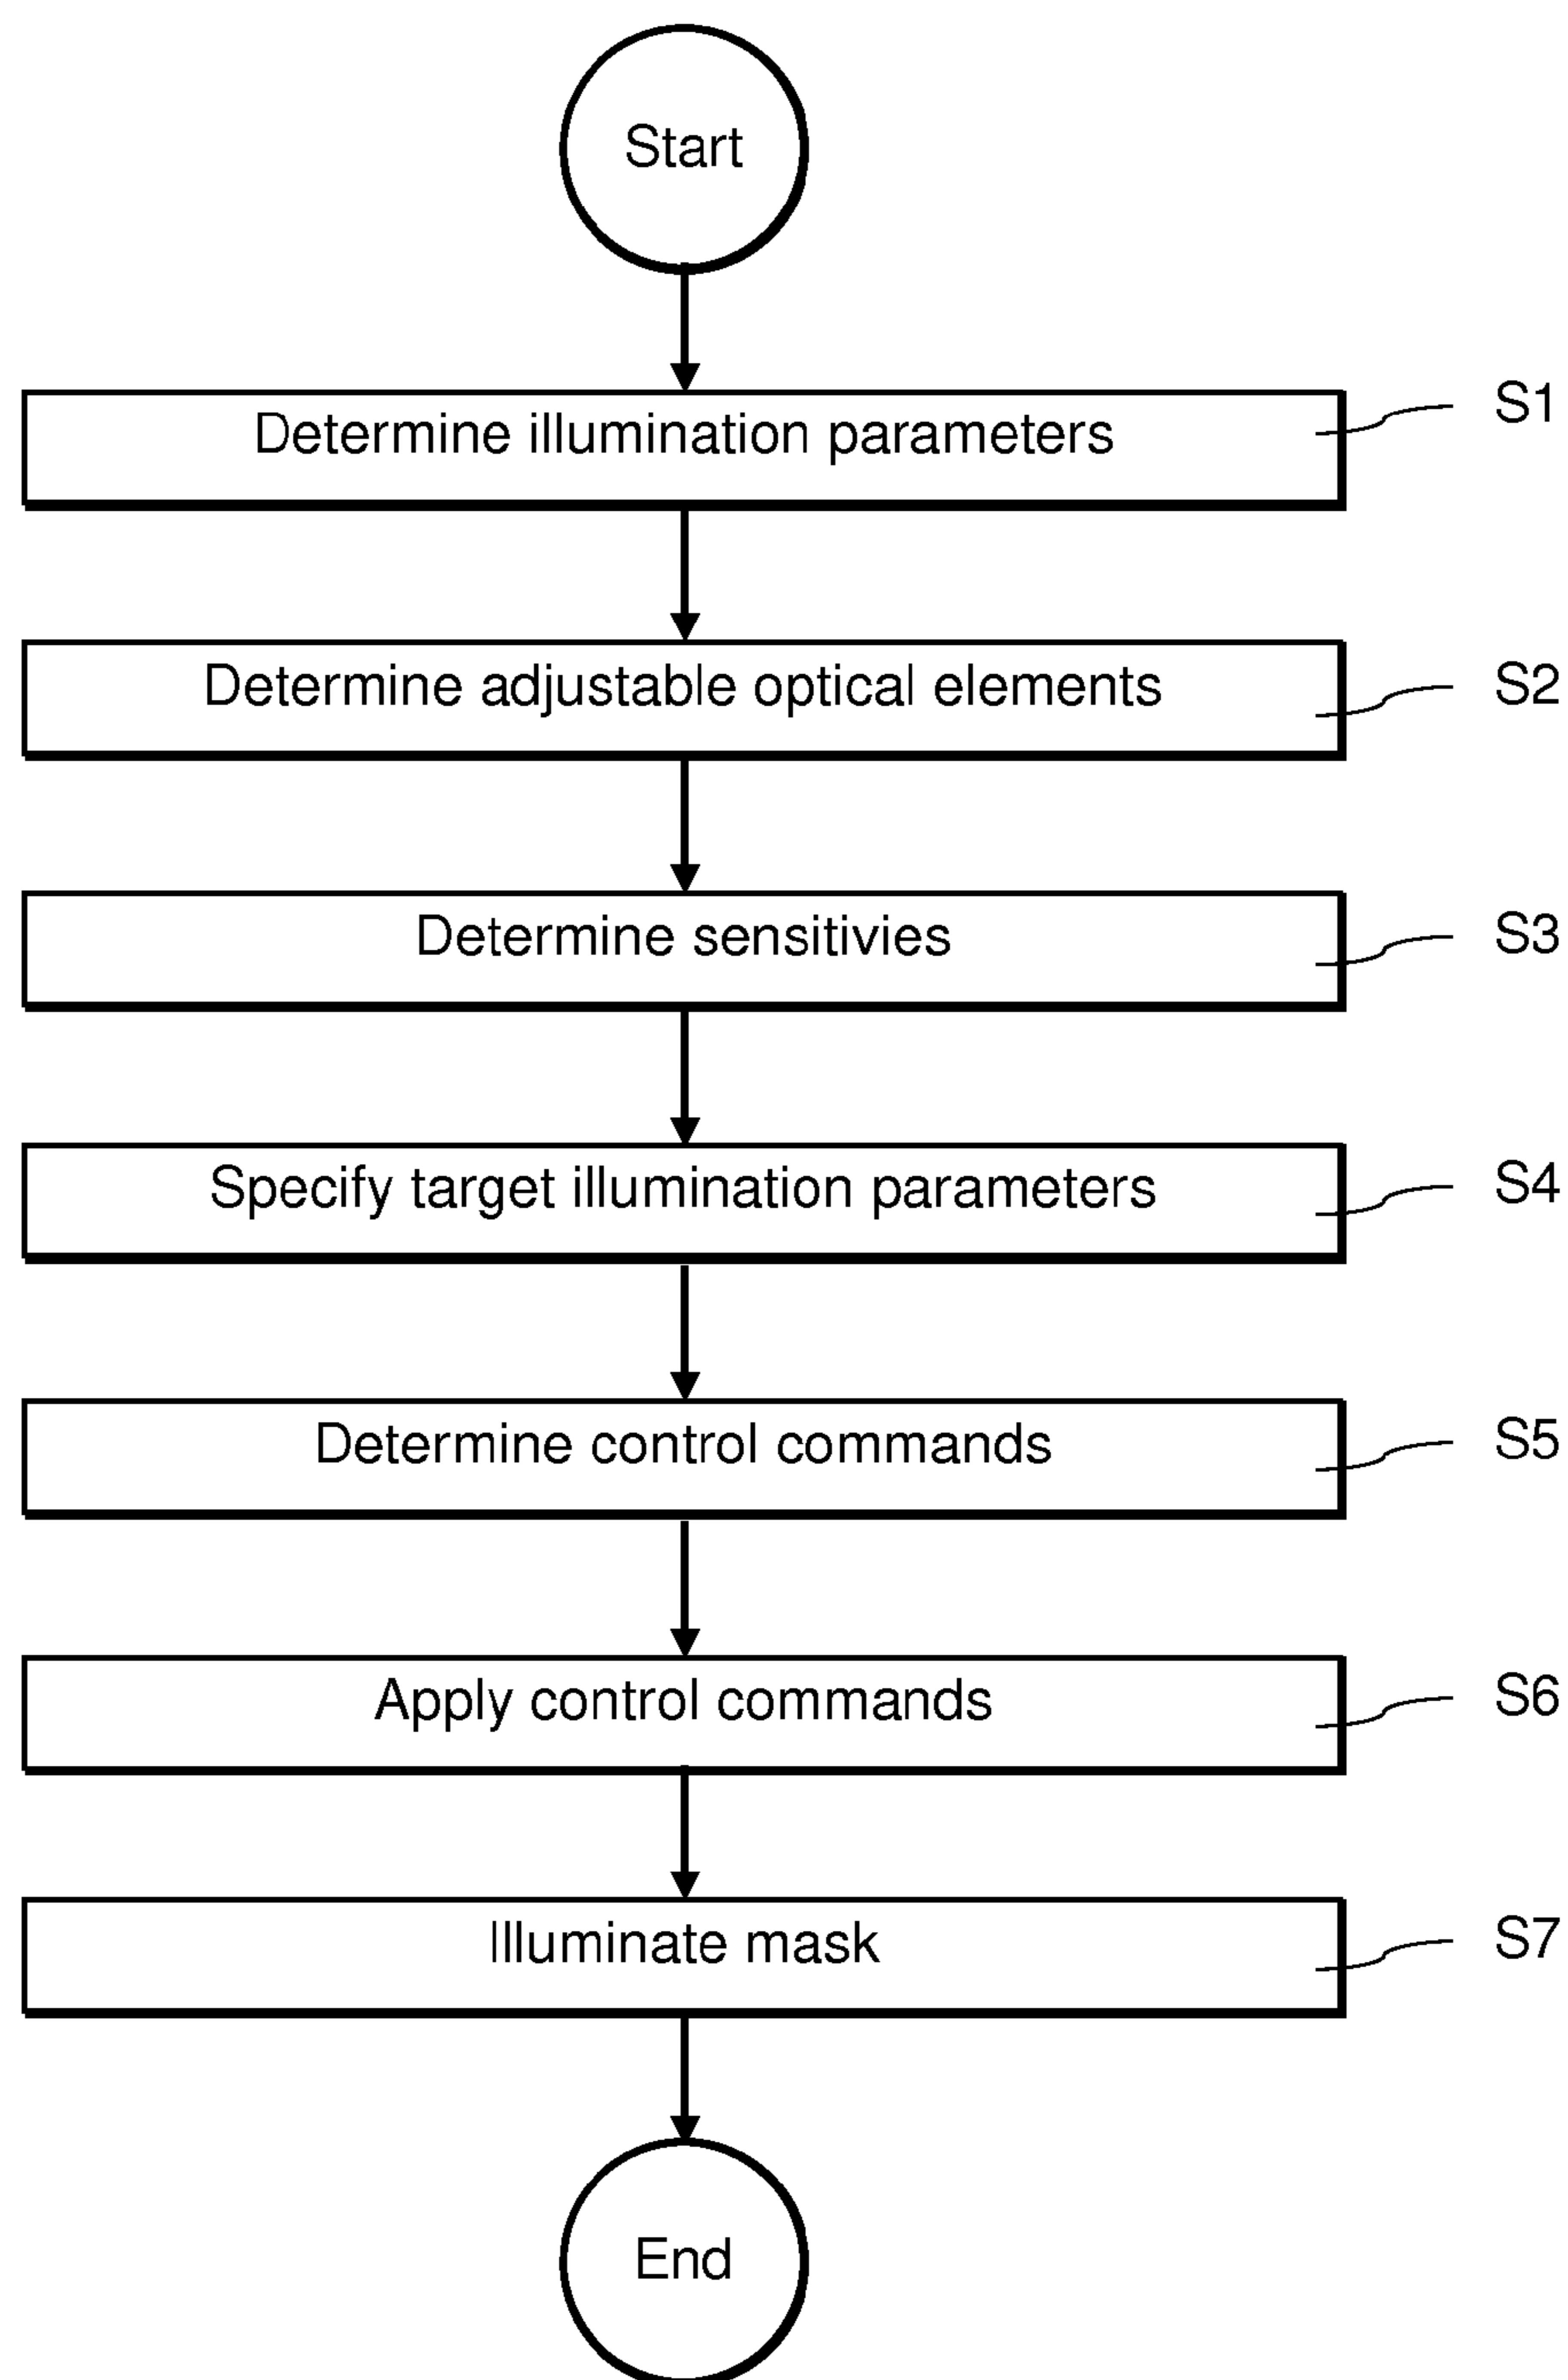 Start
Determine illumination parameters
S1
Determine adjustable optical elements
S2
Determine sensitivies
S3
Specify target illumination parameters
S4
Determine control commands
S5
Apply control commands
S6
Illuminate mask
S7
End